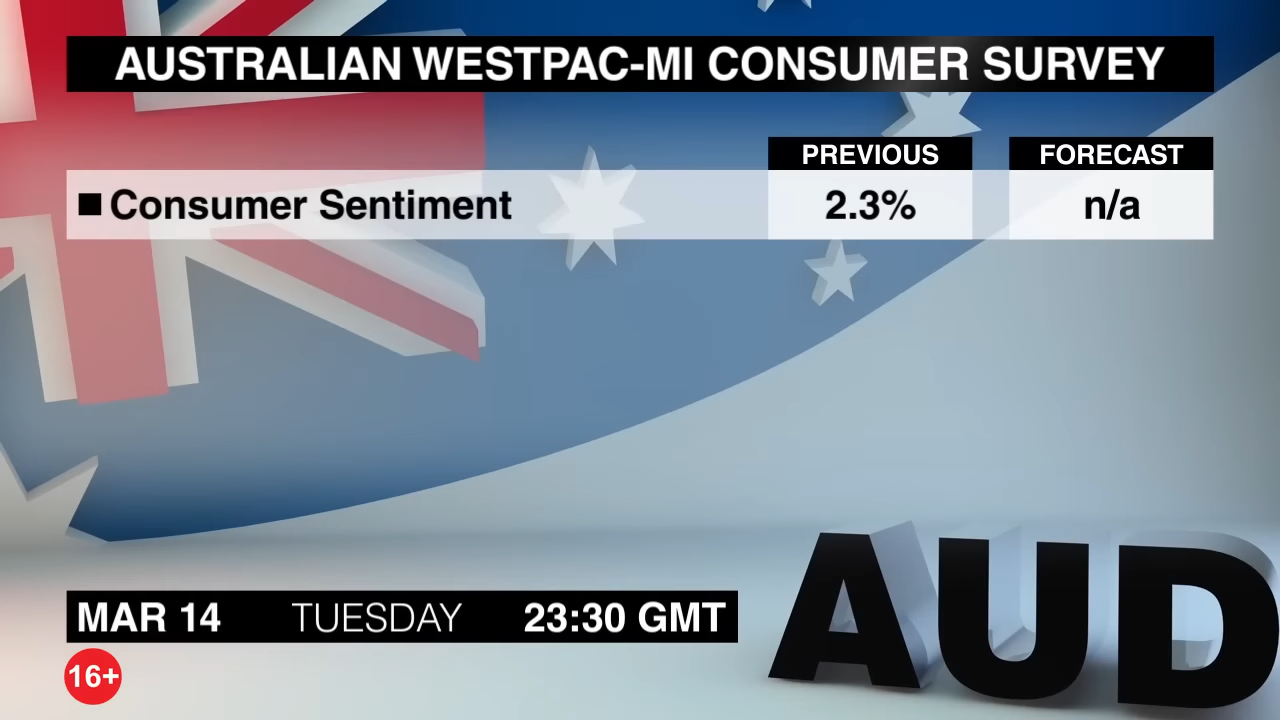 AUSTRALIAN WESTPAC-MI CONSUMER SURVEY
PREVIOUS FORECAST
Consumer Sentiment 2.3% n/a
MAR 14 TUESDAY 23:30 GMT
16+
AUD